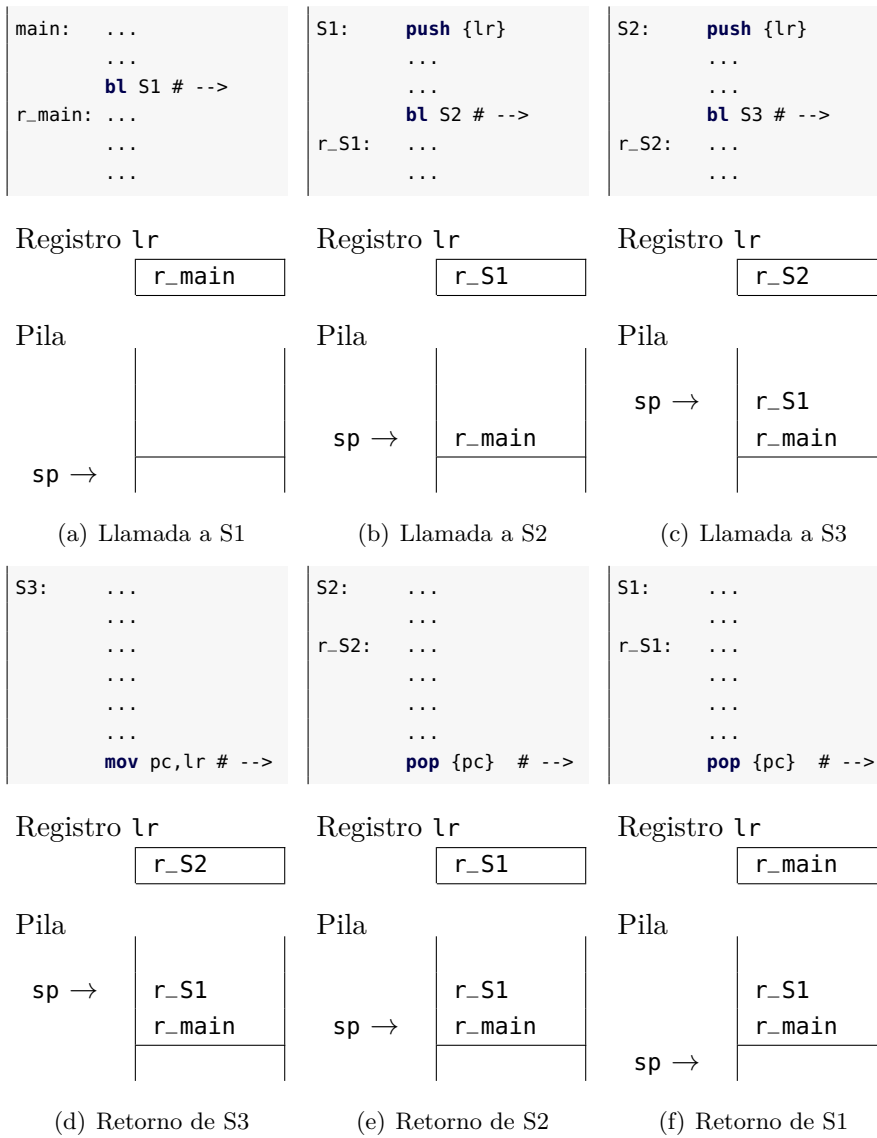 main: ...
...
bl S1 # -->
r_main: ...
...
...
Registro lr
r_main
Pila
sp →
(a) Llamada a S1
S1: push {lr}
...
...
bl S2 # -->
r_S1: ...
...
Registro lr
r_S1
Pila
sp → r_main
(b) Llamada a S2
S2: push {lr}
...
...
bl S3 # -->
r_S2: ...
...
Registro lr
r_S2
Pila
sp → r_S1
r_main
(c) Llamada a S3
S3: ...
...
...
...
...
...
mov pc,lr # -->
Registro lr
r_S2
Pila
sp → r_S1
r_main
(d) Retorno de S3
S2: ...
...
r_S2: ...
...
...
...
pop {pc} # -->
Registro lr
r_S1
Pila
r_S1
sp → r_main
(e) Retorno de S2
S1: ...
...
r_S1: ...
...
...
...
pop {pc} # -->
Registro lr
r_main
Pila
r_S1
r_main
sp →
(f) Retorno de S1